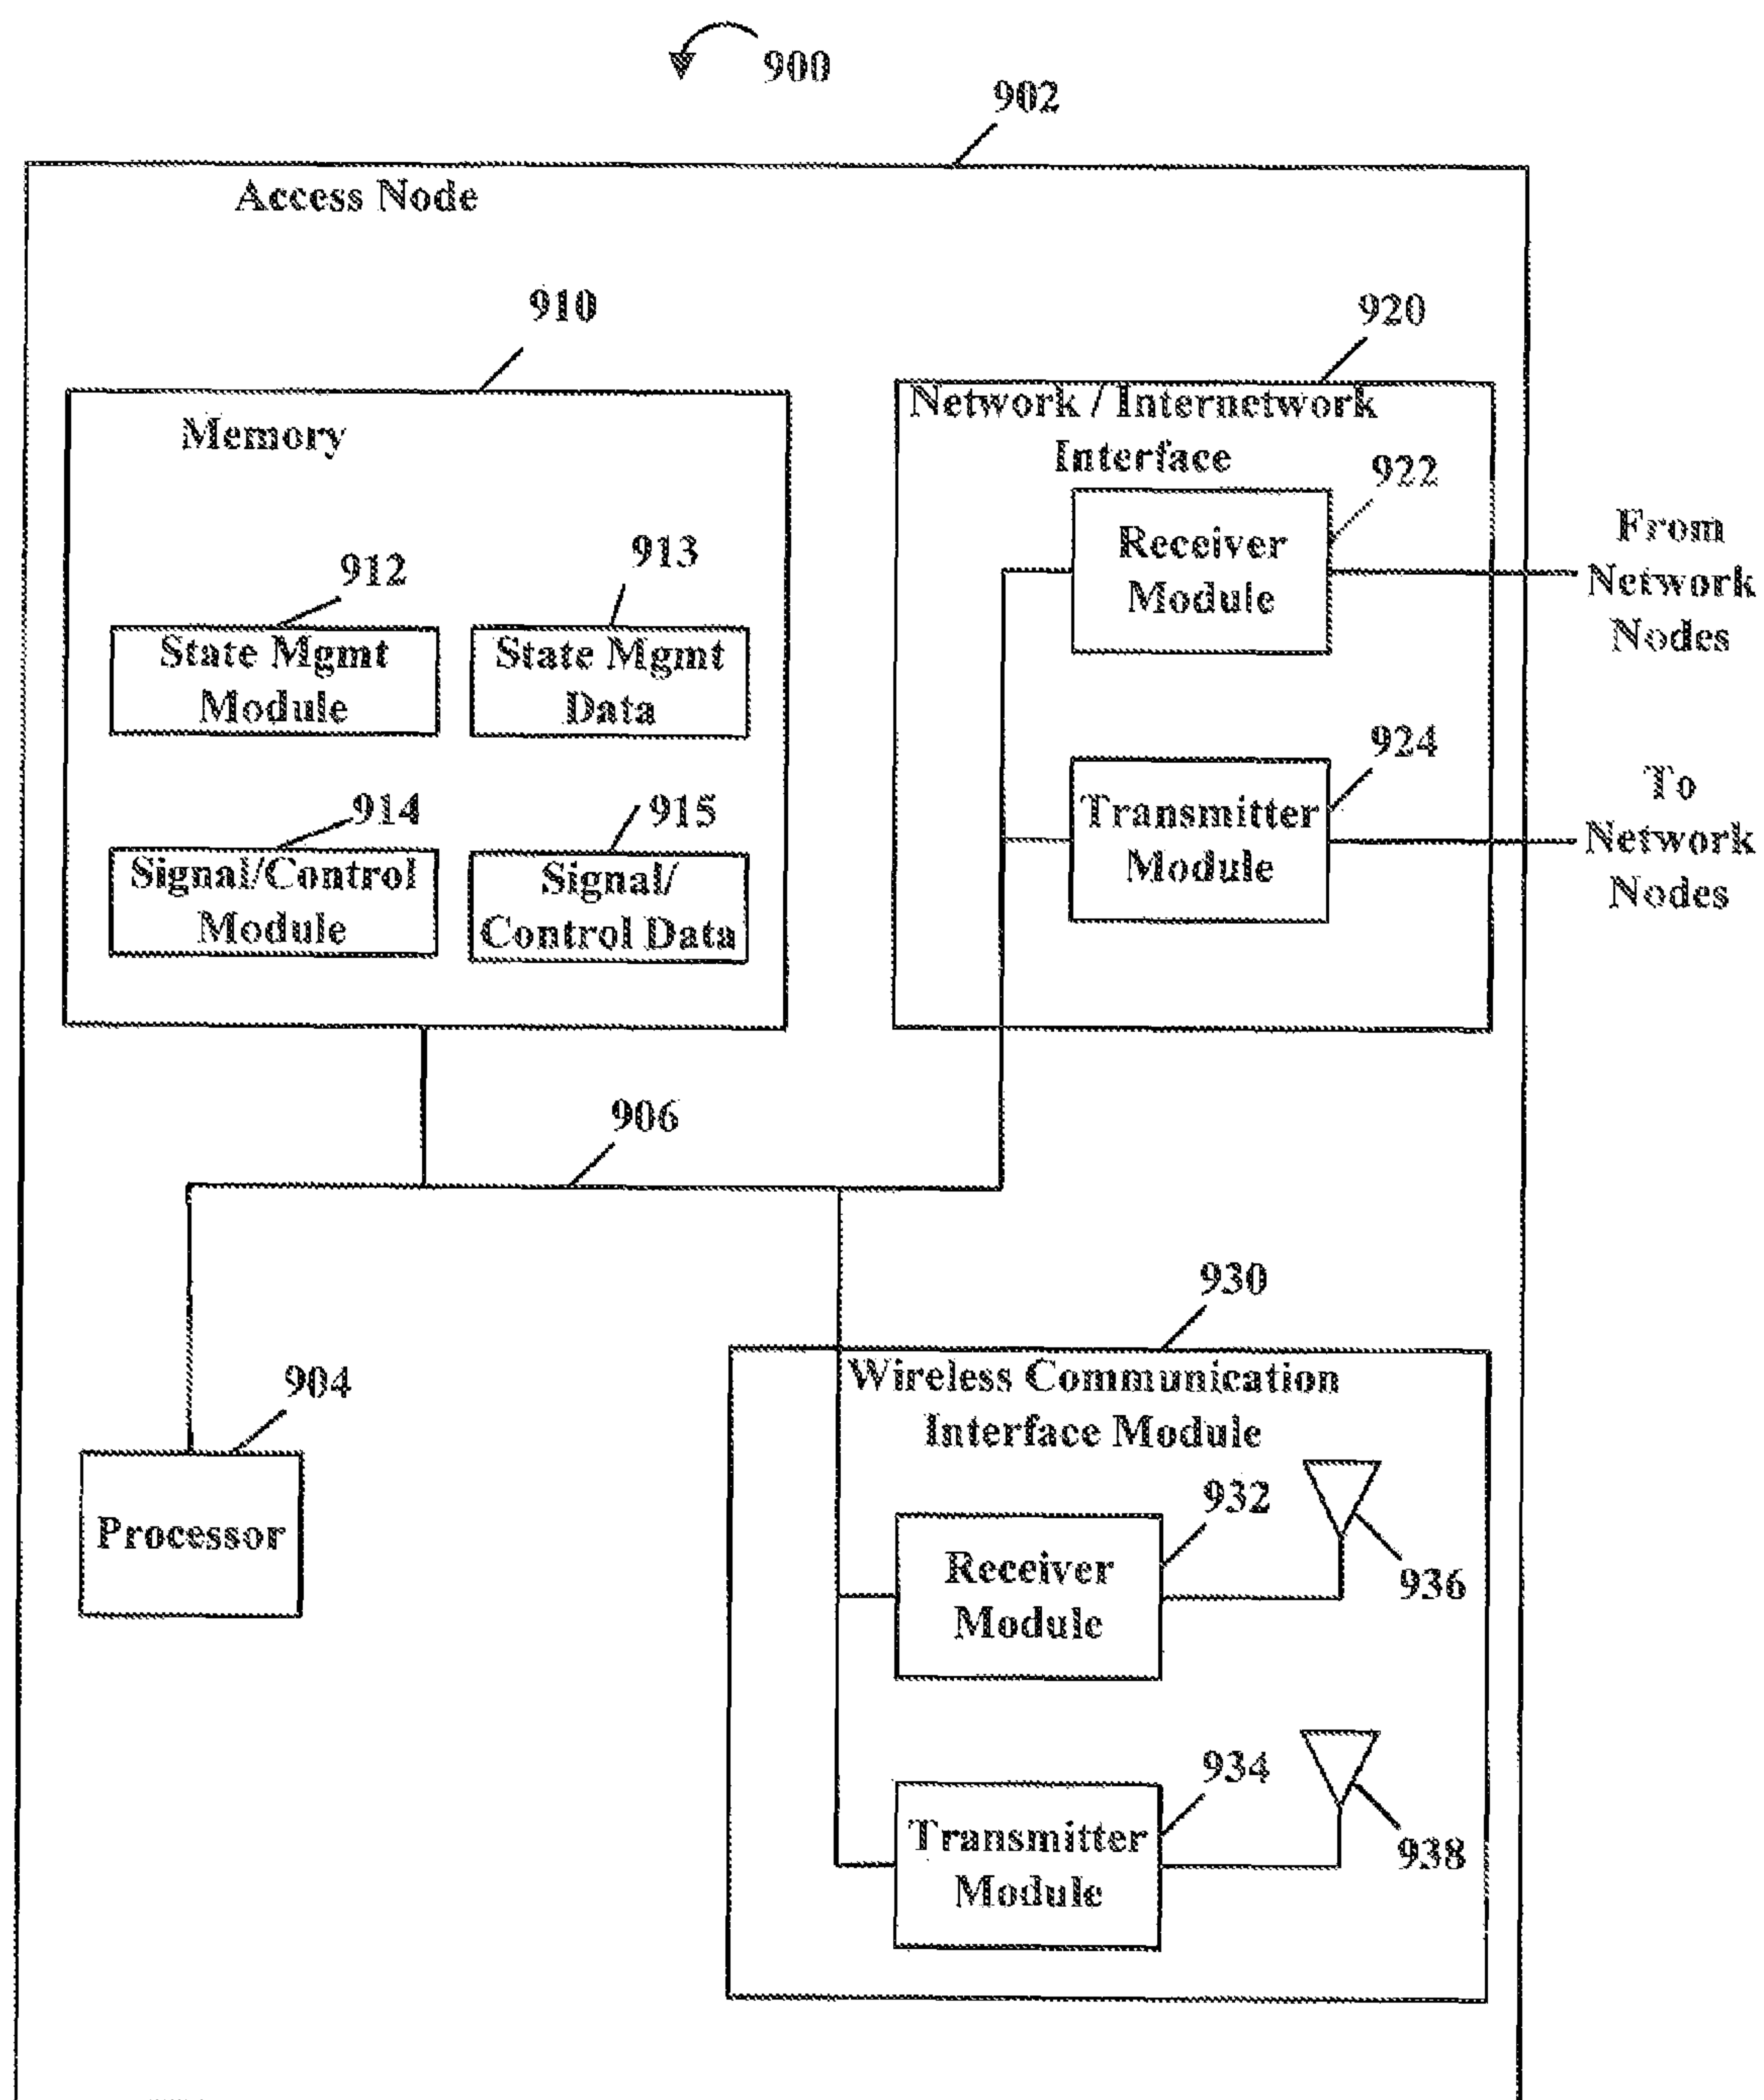 900
902
Access Node
910
920
Memory
Network / Internetwork
Interface
922
Receiver
Module
From
Network
Nodes
912
913
State Mgmt
Module
State Mgmt
Data
924
Transmitter
Module
To
Network
Nodes
914
915
Signal/Control
Module
Signal/
Control Data
906
930
904
Processor
Wireless Communication
Interface Module
932
Receiver
Module
936
934
Transmitter
Module
938